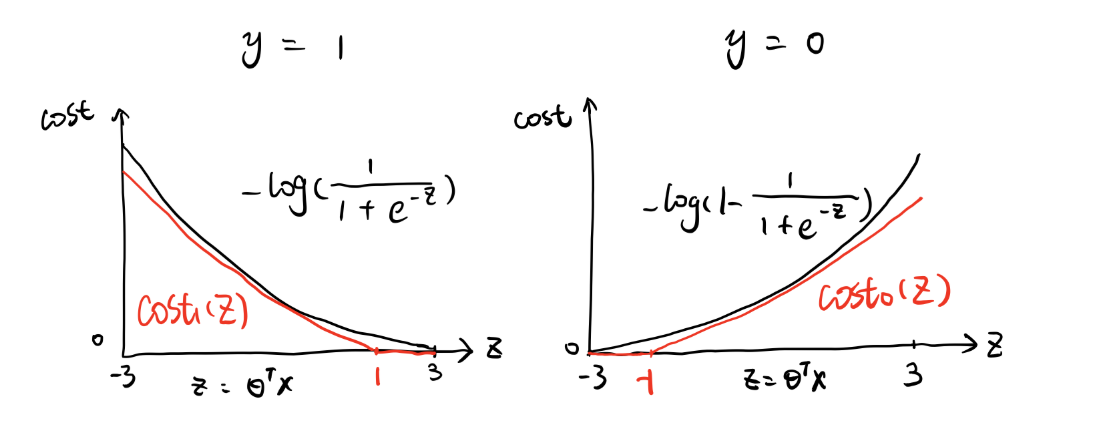 y = 1
cost
-log(1/(1 + e^-z))
cost₁(z)
0
-3
z = θᵀx
1
3
z
y = 0
cost
-log(1-1/(1 + e^-z))
cost₀(z)
0
-3
-1
z = θᵀx
3
z